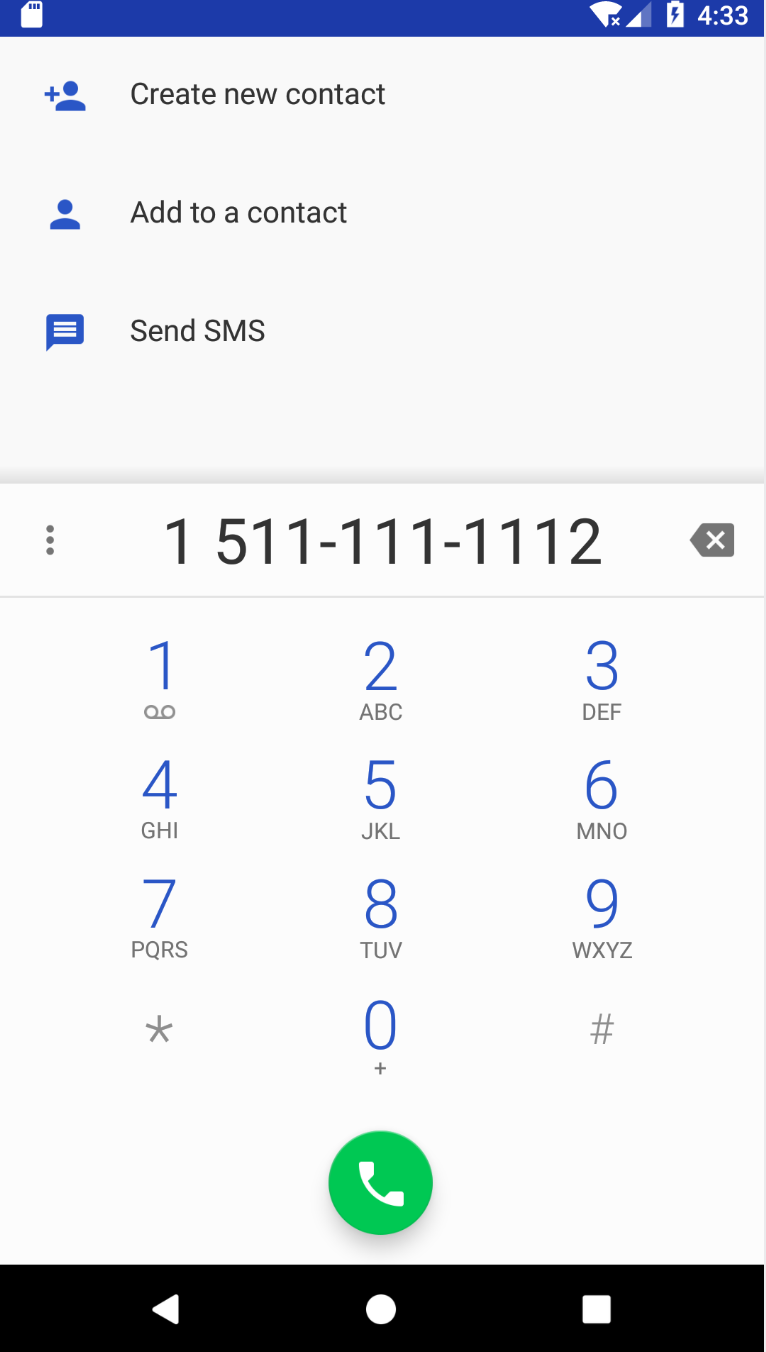 4:33
Create new contact
Add to a contact
Send SMS
1 511-111-1112
1 2 3
ABC DEF
4 5 6
GHI JKL MNO
7 8 9
PQRS TUV WXYZ
* 0 #
+